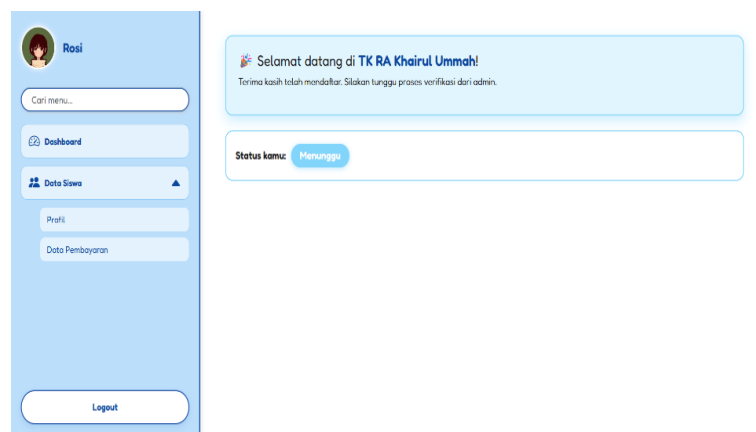 Rosi
Cari menu...
Dashboard
Data Siswa
Profil
Data Pembayaran
Logout
Selamat datang di TK RA Khairul Ummah!
Terima kasih telah mendaftar. Silakan tunggu proses verifikasi dari admin.
Status kamu: Menunggu